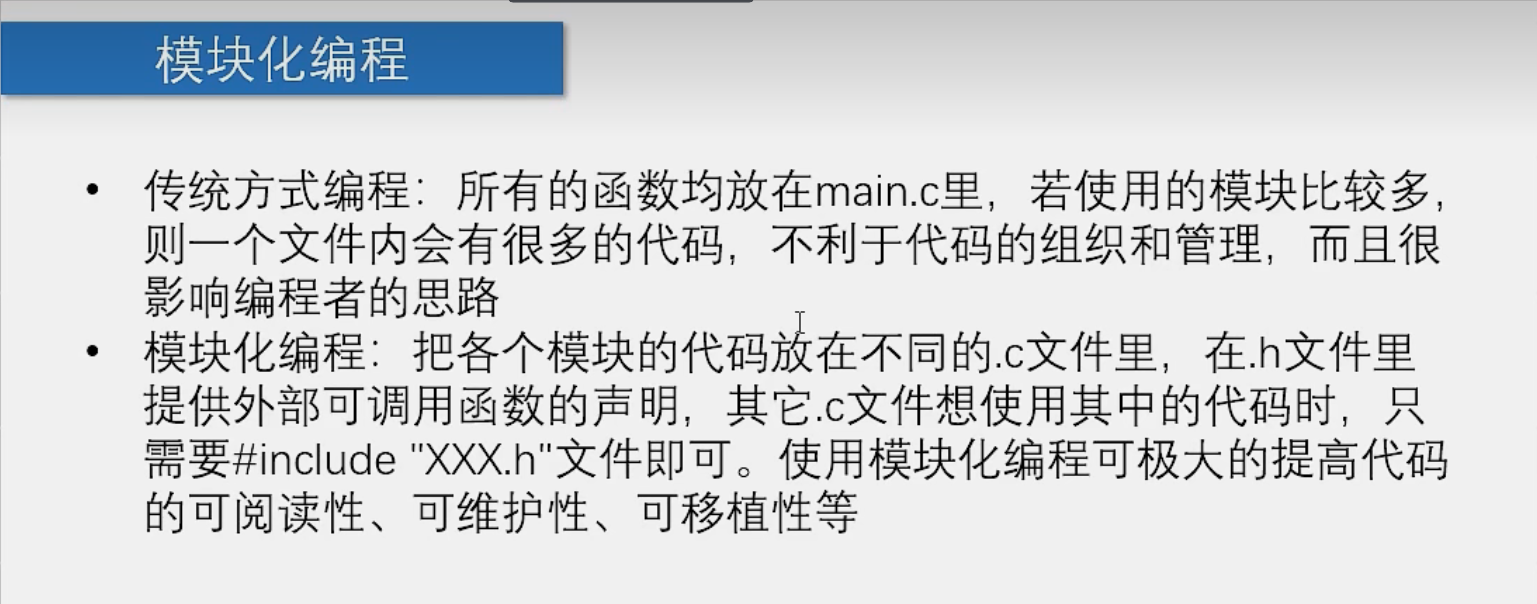 模块化编程
• 传统方式编程：所有的函数均放在main.c里，若使用的模块比较多，
则一个文件内会有很多的代码，不利于代码的组织和管理，而且很
影响编程者的思路
• 模块化编程：把各个模块的代码放在不同的.c文件里，在.h文件里
提供外部可调用函数的声明，其它.c文件想使用其中的代码时，只
需要#include "XXX.h"文件即可。使用模块化编程可极大的提高代码
的可阅读性、可维护性、可移植性等